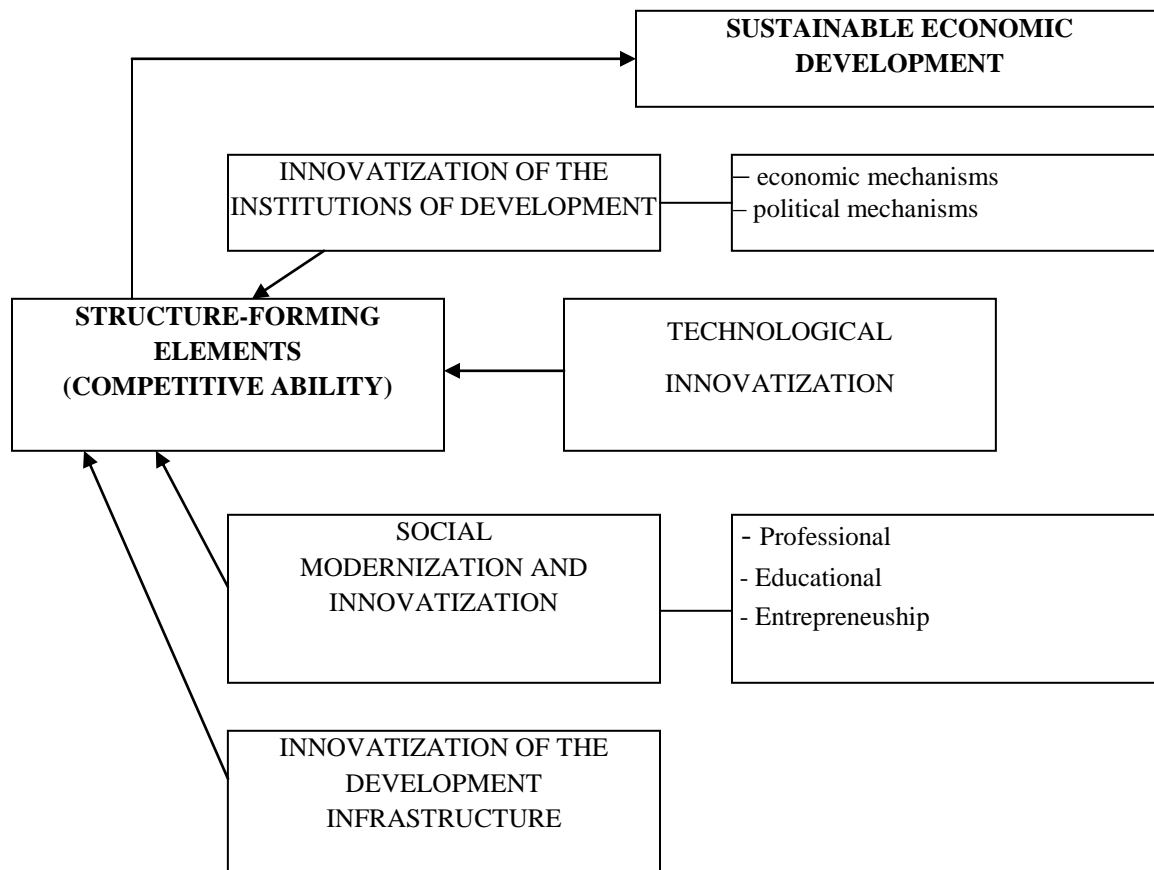 SUSTAINABLE ECONOMIC
DEVELOPMENT
INNOVATIZATION OF THE
INSTITUTIONS OF DEVELOPMENT
– economic mechanisms
– political mechanisms
STRUCTURE-FORMING
ELEMENTS
(COMPETITIVE ABILITY)
TECHNOLOGICAL
INNOVATIZATION
SOCIAL
MODERNIZATION AND
INNOVATIZATION
- Professional
- Educational
- Entrepreneuship
INNOVATIZATION OF THE
DEVELOPMENT
INFRASTRUCTURE